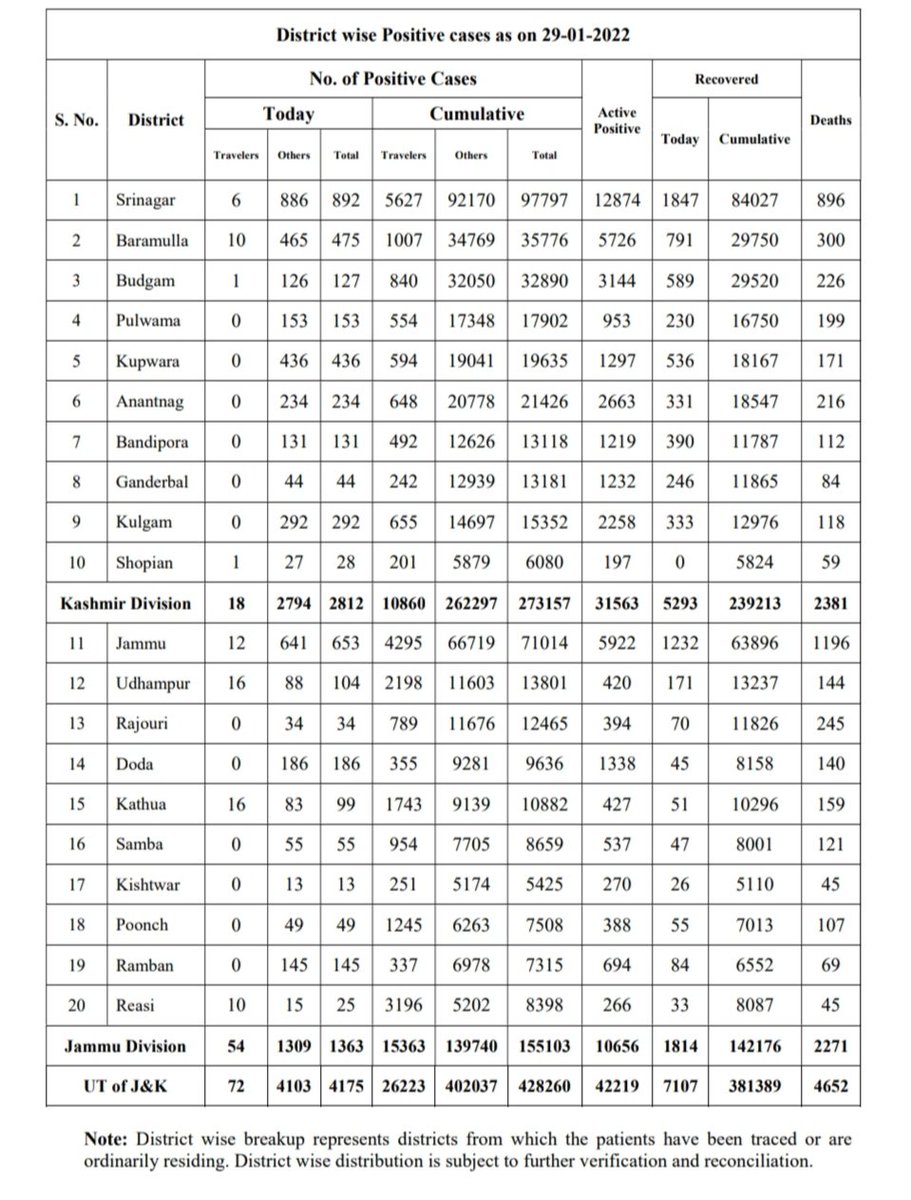 District wise Positive cases as on 29-01-2022
S. No. District No. of Positive Cases Active Positive Recovered Deaths
Today Cumulative Today Cumulative
Travelers Others Total Travelers Others Total
1 Srinagar 6 886 892 5627 92170 97797 12874 1847 84027 896
2 Baramulla 10 465 475 1007 34769 35776 5726 791 29750 300
3 Budgam 1 126 127 840 32050 32890 3144 589 29520 226
4 Pulwama 0 153 153 554 17348 17902 953 230 16750 199
5 Kupwara 0 436 436 594 19041 19635 1297 536 18167 171
6 Anantnag 0 234 234 648 20778 21426 2663 331 18547 216
7 Bandipora 0 131 131 492 12626 13118 1219 390 11787 112
8 Ganderbal 0 44 44 242 12939 13181 1232 246 11865 84
9 Kulgam 0 292 292 655 14697 15352 2258 333 12976 118
10 Shopian 1 27 28 201 5879 6080 197 0 5824 59
Kashmir Division 18 2794 2812 10860 262297 273157 31563 5293 239213 2381
11 Jammu 12 641 653 4295 66719 71014 5922 1232 63896 1196
12 Udhampur 16 88 104 2198 11603 13801 420 171 13237 144
13 Rajouri 0 34 34 789 11676 12465 394 70 11826 245
14 Doda 0 186 186 355 9281 9636 1338 45 8158 140
15 Kathua 16 83 99 1743 9139 10882 427 51 10296 159
16 Samba 0 55 55 954 7705 8659 537 47 8001 121
17 Kishtwar 0 13 13 251 5174 5425 270 26 5110 45
18 Poonch 0 49 49 1245 6263 7508 388 55 7013 107
19 Ramban 0 145 145 337 6978 7315 694 84 6552 69
20 Reasi 10 15 25 3196 5202 8398 266 33 8087 45
Jammu Division 54 1309 1363 15363 139740 155103 10656 1814 142176 2271
UT of J&K 72 4103 4175 26223 402037 428260 42219 7107 381389 4652
Note: District wise breakup represents districts from which the patients have been traced or are
ordinarily residing. District wise distribution is subject to further verification and reconciliation.